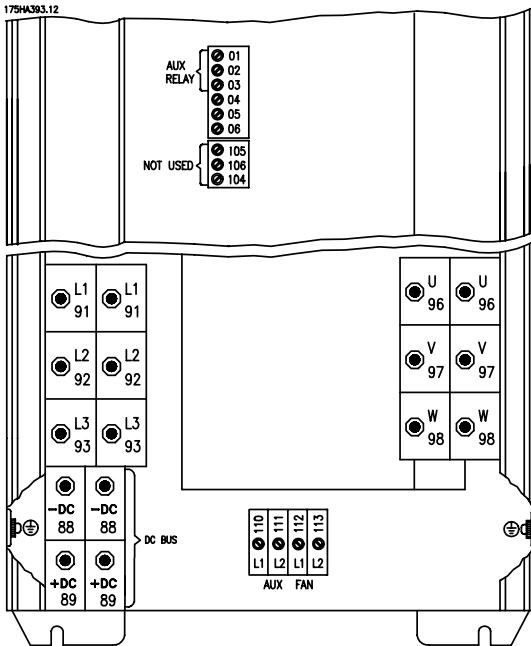 175HA393.12
AUX
RELAY
01
02
03
04
05
06
NOT USED
105
106
104
L1 91
L1 91
L2 92
L2 92
L3 93
L3 93
U 96
U 96
V 97
V 97
W 98
W 98
-DC 88
-DC 88
+DC 89
+DC 89
DC BUS
110 111 112 113
L1 L2 L1 L2
AUX FAN